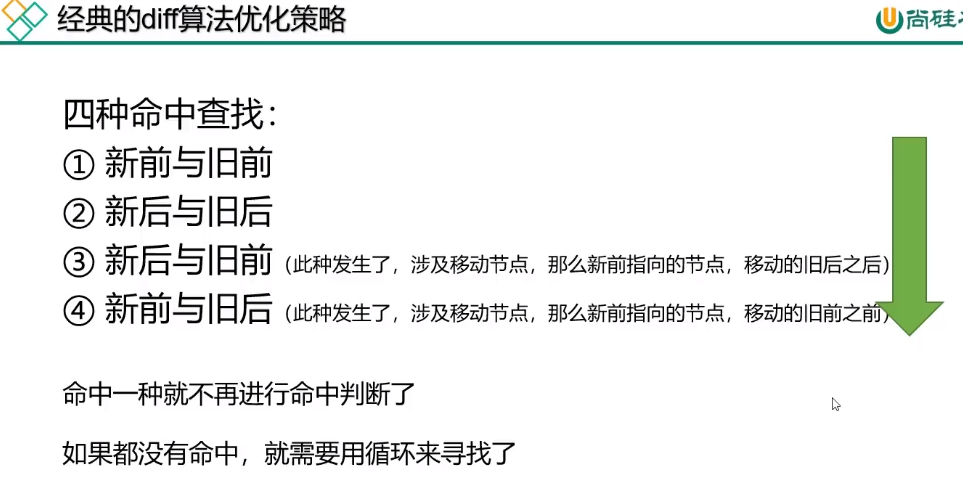 经典的diff算法优化策略
尚硅
四种命中查找：
① 新前与旧前
② 新后与旧后
③ 新后与旧前（此种发生了，涉及移动节点，那么新前指向的节点，移动的旧后之后）
④ 新前与旧后（此种发生了，涉及移动节点，那么新前指向的节点，移动的旧前之前）
命中一种就不再进行命中判断了
如果都没有命中，就需要用循环来寻找了